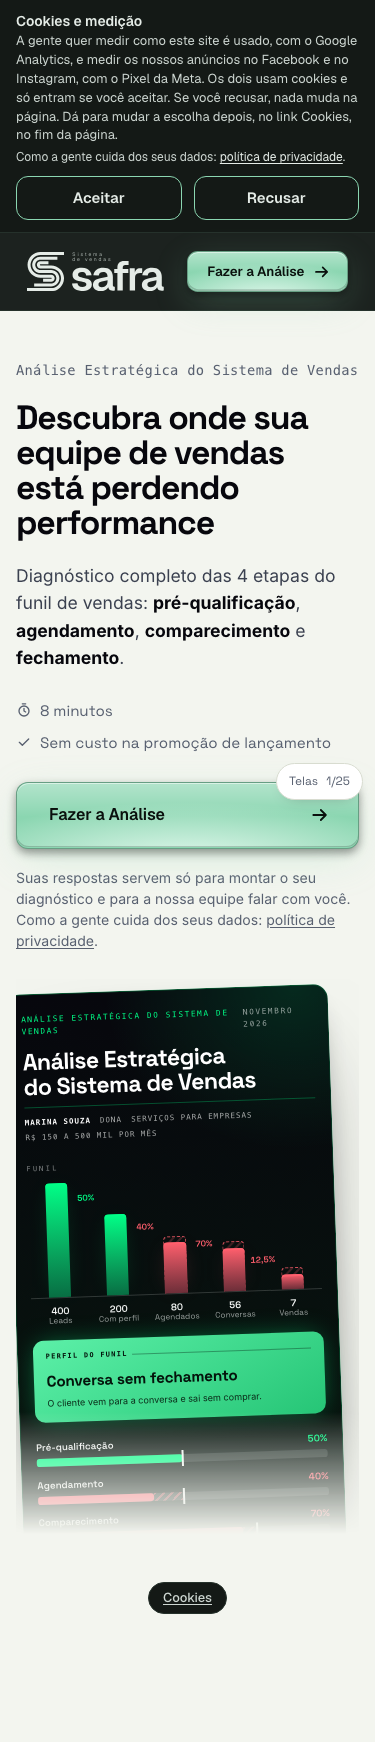 Cookies e medição
A gente quer medir como este site é usado, com o Google
Analytics, e medir os nossos anúncios no Facebook e no
Instagram, com o Pixel da Meta. Os dois usam cookies e
só entram se você aceitar. Se você recusar, nada muda na
página. Dá para mudar a escolha depois, no link Cookies,
no fim da página.
Como a gente cuida dos seus dados: política de privacidade.
Aceitar
Recusar
Sistema
de vendas
safra
Fazer a Análise
Análise Estratégica do Sistema de Vendas
Descubra onde sua
equipe de vendas
está perdendo
performance
Diagnóstico completo das 4 etapas do
funil de vendas: pré-qualificação,
agendamento, comparecimento e
fechamento.
8 minutos
Sem custo na promoção de lançamento
Telas 1/25
Fazer a Análise
Suas respostas servem só para montar o seu
diagnóstico e para a nossa equipe falar com você.
Como a gente cuida dos seus dados: política de
privacidade.
ANÁLISE ESTRATÉGICA DO SISTEMA DE
VENDAS
NOVEMBRO
2026
Análise Estratégica
do Sistema de Vendas
MARINA SOUZA DONA SERVIÇOS PARA EMPRESAS
R$ 150 A 500 MIL POR MÊS
FUNIL
50%
40%
70%
12,5%
400
Leads
200
Com perfil
80
Agendados
56
Conversas
7
Vendas
PERFIL DO FUNIL
Conversa sem fechamento
O cliente vem para a conversa e sai sem comprar.
Pré-qualificação
50%
Agendamento
40%
Comparecimento
70%
Cookies